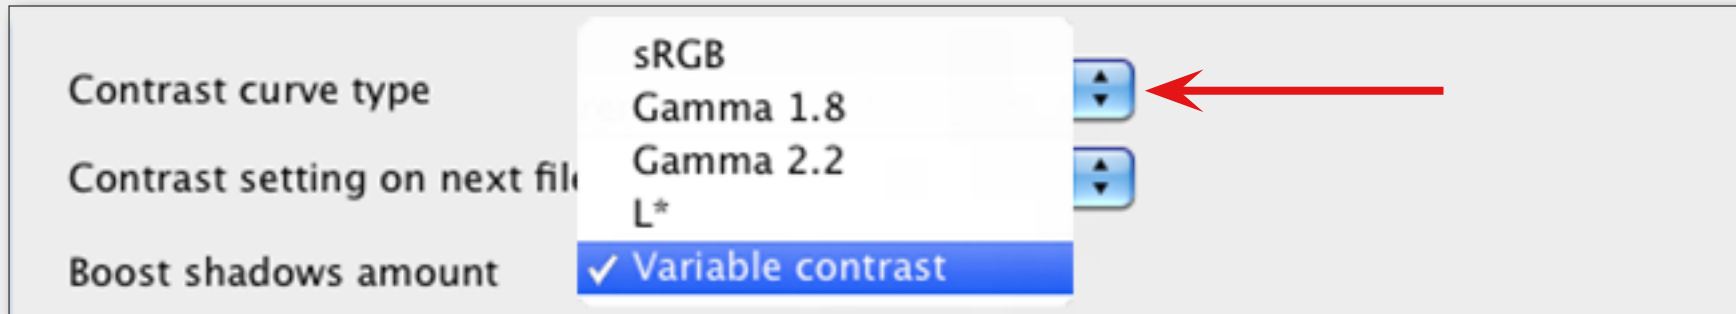 sRGB
Contrast curve type
Gamma 1.8
Gamma 2.2
Contrast setting on next
L*
Variable contrast
Boost shadows amount